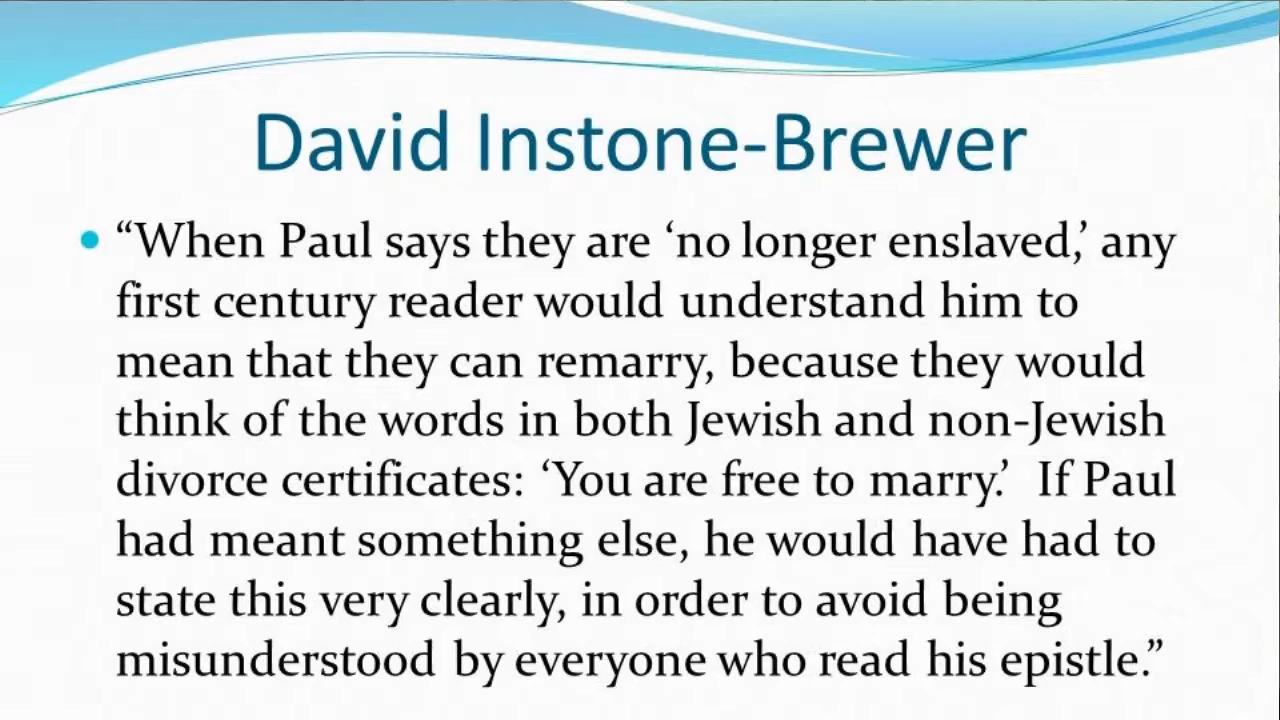 David Instone-Brewer
• “When Paul says they are ‘no longer enslaved,’ any
first century reader would understand him to
mean that they can remarry, because they would
think of the words in both Jewish and non-Jewish
divorce certificates: ‘You are free to marry.’  If Paul
had meant something else, he would have had to
state this very clearly, in order to avoid being
misunderstood by everyone who read his epistle.”